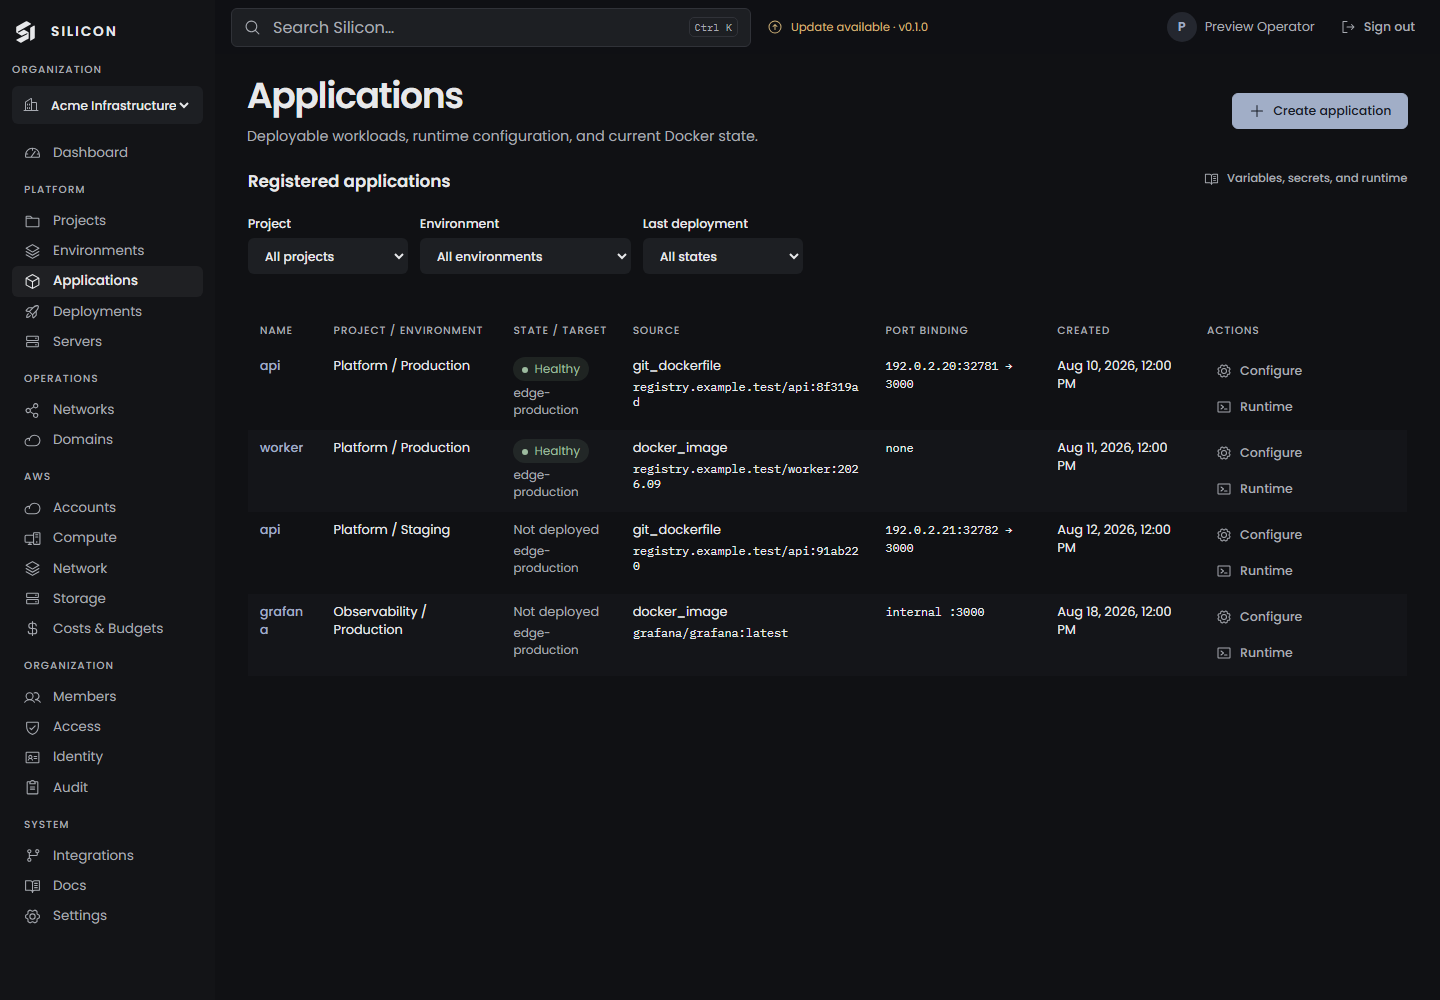 SILICON
Search Silicon...
Ctrl K
Update available · v0.1.0
P
Preview Operator
Sign out
ORGANIZATION
Acme Infrastructure
Dashboard
PLATFORM
Projects
Environments
Applications
Deployments
Servers
OPERATIONS
Networks
Domains
AWS
Accounts
Compute
Network
Storage
Costs & Budgets
ORGANIZATION
Members
Access
Identity
Audit
SYSTEM
Integrations
Docs
Settings
Applications
Deployable workloads, runtime configuration, and current Docker state.
Create application
Registered applications
Variables, secrets, and runtime
Project
Environment
Last deployment
All projects
All environments
All states
NAME
PROJECT / ENVIRONMENT
STATE / TARGET
SOURCE
PORT BINDING
CREATED
ACTIONS
api
Platform / Production
Healthy
edge-
production
git_dockerfile
registry.example.test/api:8f319a
d
192.0.2.20:32781 →
3000
Aug 10, 2026, 12:00
PM
Configure
Runtime
worker
Platform / Production
Healthy
edge-
production
docker_image
registry.example.test/worker:202
6.09
none
Aug 11, 2026, 12:00
PM
Configure
Runtime
api
Platform / Staging
Not deployed
edge-
production
git_dockerfile
registry.example.test/api:91ab22
0
192.0.2.21:32782 →
3000
Aug 12, 2026, 12:00
PM
Configure
Runtime
grafan
a
Observability /
Production
Not deployed
edge-
production
docker_image
grafana/grafana:latest
internal :3000
Aug 18, 2026, 12:00
PM
Configure
Runtime